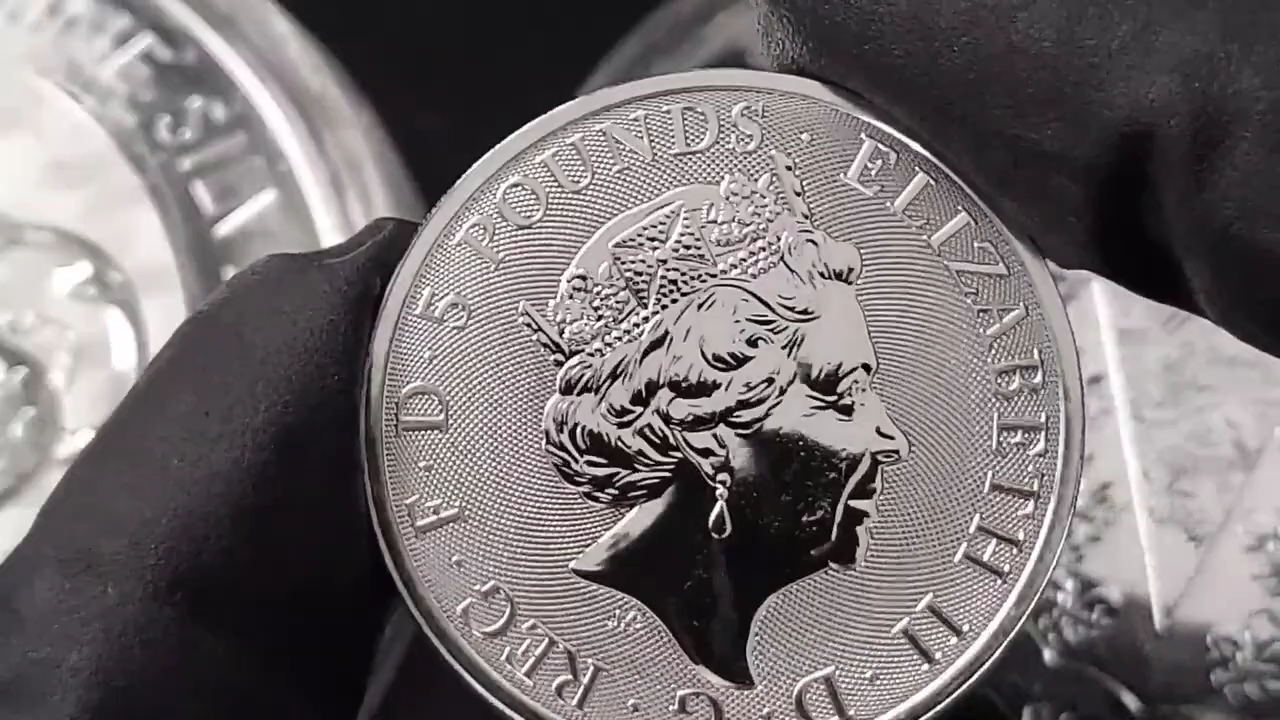 ELIZABETH II · D · G · REG · F · D · 5 POUNDS ·